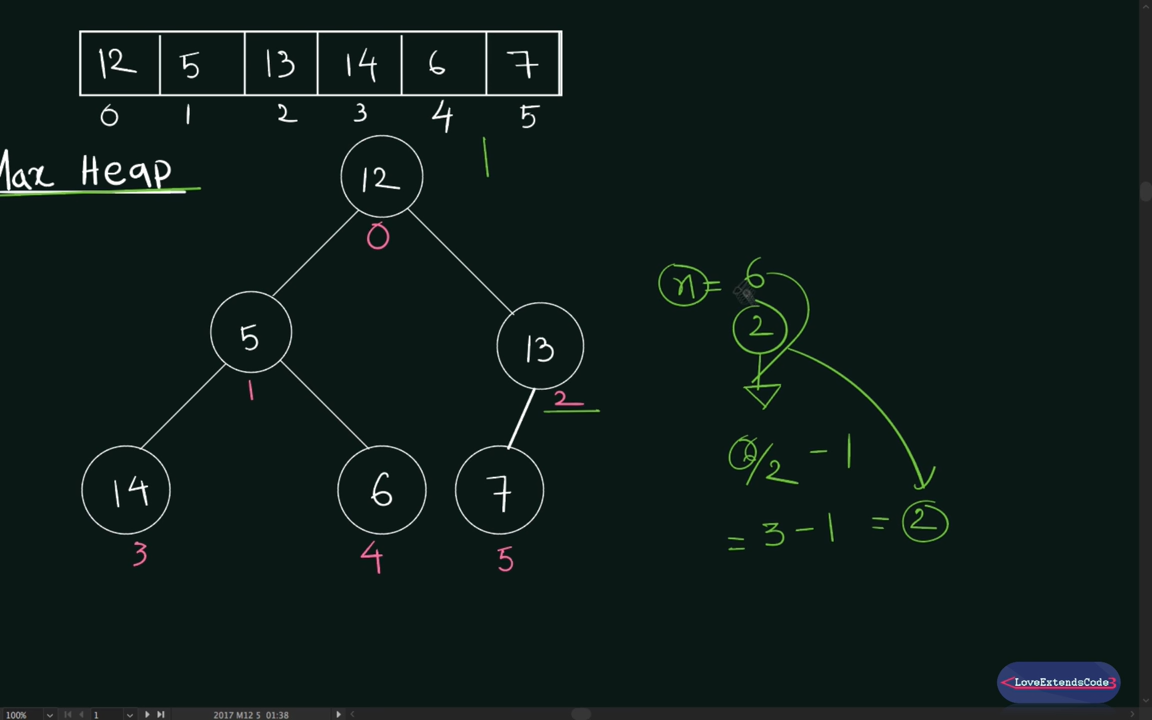 12 5 13 14 6 7
0 1 2 3 4 5
Max Heap
12
0
n = 6
2
5
1
13
2
6/2 - 1
= 3 - 1 = 2
14
3
6
4
7
5
<LoveExtendsCode3
100% 1 2017 M12 5 01:38